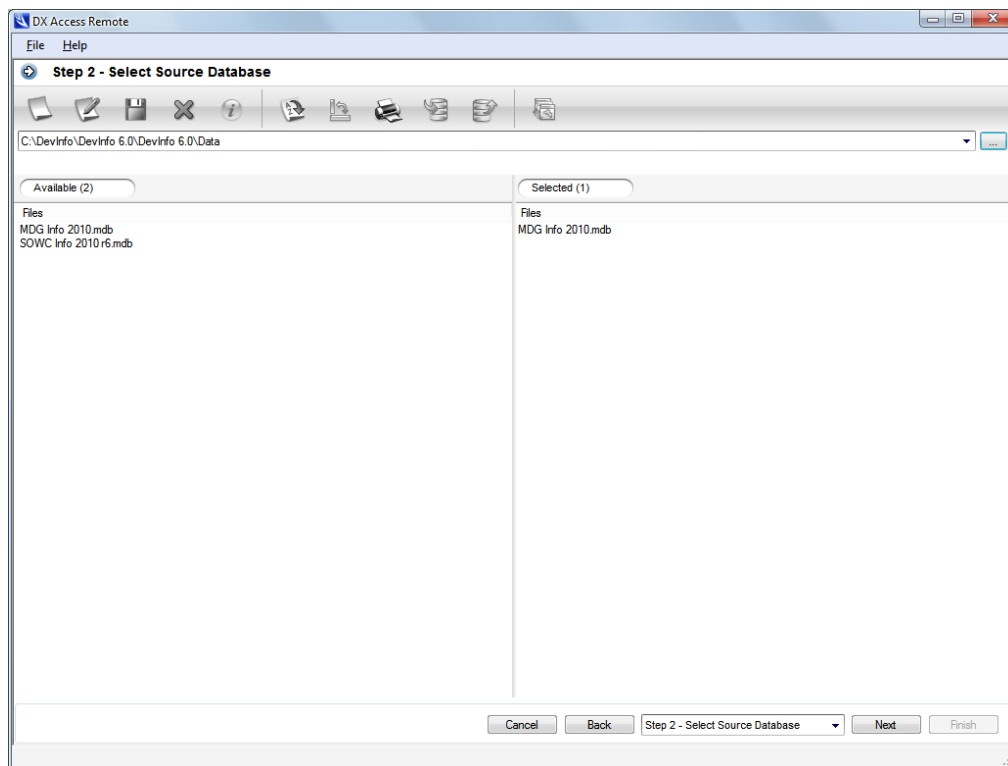 DX Access Remote
File Help
Step 2 - Select Source Database
C:\DevInfo\DevInfo 6.0\DevInfo 6.0\Data
...
Available (2) Selected (1)
Files Files
MDG Info 2010.mdb MDG Info 2010.mdb
SOWC Info 2010 r6.mdb
Cancel Back Step 2 - Select Source Database Next Finish